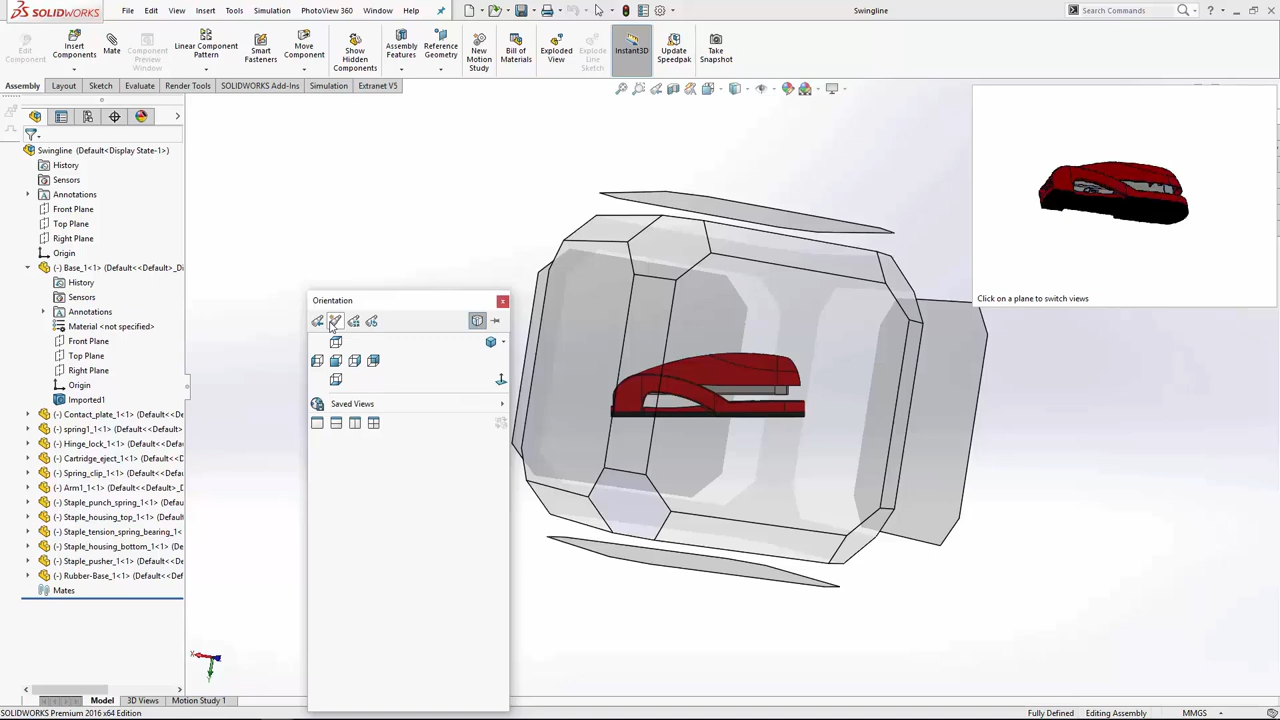 SOLIDWORKS File Edit View Insert Tools Simulation PhotoView 360 Window Help Swingline Search Commands
Edit Component Insert Components Mate Component Preview Window Linear Component Pattern Smart Fasteners Move Component Show Hidden Components Assembly Features Reference Geometry New Motion Study Bill of Materials Exploded View Explode Line Sketch Instant3D Update Speedpak Take Snapshot
Assembly Layout Sketch Evaluate Render Tools SOLIDWORKS Add-Ins Simulation Extranet V5
Swingline (Default<Display State-1>)
History
Sensors
Annotations
Front Plane
Top Plane
Right Plane
Origin
(-) Base_1<1> (Default<<Default>_Di
History
Sensors
Annotations
Material <not specified>
Front Plane
Top Plane
Right Plane
Origin
Imported1
(-) Contact_plate_1<1> (Default<<De
(-) spring1_1<1> (Default<<Default>
(-) Hinge_lock_1<1> (Default<<Defa
(-) Cartridge_eject_1<1> (Default<<
(-) Spring_clip_1<1> (Default<<Defa
(-) Arm1_1<1> (Default<<Default>_D
(-) Staple_punch_spring_1<1> (Defa
(-) Staple_housing_top_1<1> (Defau
(-) Staple_tension_spring_bearing_1<
(-) Staple_housing_bottom_1<1> (De
(-) Staple_pusher_1<1> (Default<<D
(-) Rubber-Base_1<1> (Default<<Def
Mates
Orientation
Saved Views
Click on a plane to switch views
X
Model 3D Views Motion Study 1
SOLIDWORKS Premium 2016 x64 Edition Fully Defined Editing Assembly MMGS